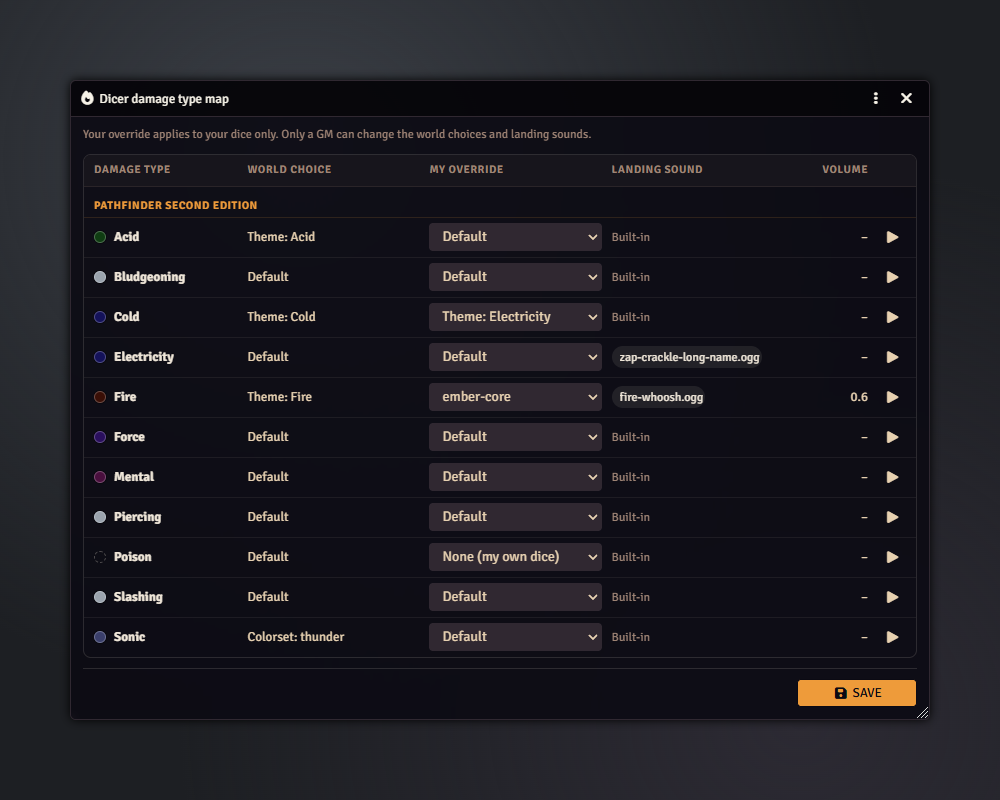 Dicer damage type map
Your override applies to your dice only. Only a GM can change the world choices and landing sounds.
DAMAGE TYPE WORLD CHOICE MY OVERRIDE LANDING SOUND VOLUME
PATHFINDER SECOND EDITION
Acid Theme: Acid Default Built-in –
Bludgeoning Default Default Built-in –
Cold Theme: Cold Theme: Electricity Built-in –
Electricity Default Default zap-crackle-long-name.ogg –
Fire Theme: Fire ember-core fire-whoosh.ogg 0.6
Force Default Default Built-in –
Mental Default Default Built-in –
Piercing Default Default Built-in –
Poison Default None (my own dice) Built-in –
Slashing Default Default Built-in –
Sonic Colorset: thunder Default Built-in –
SAVE